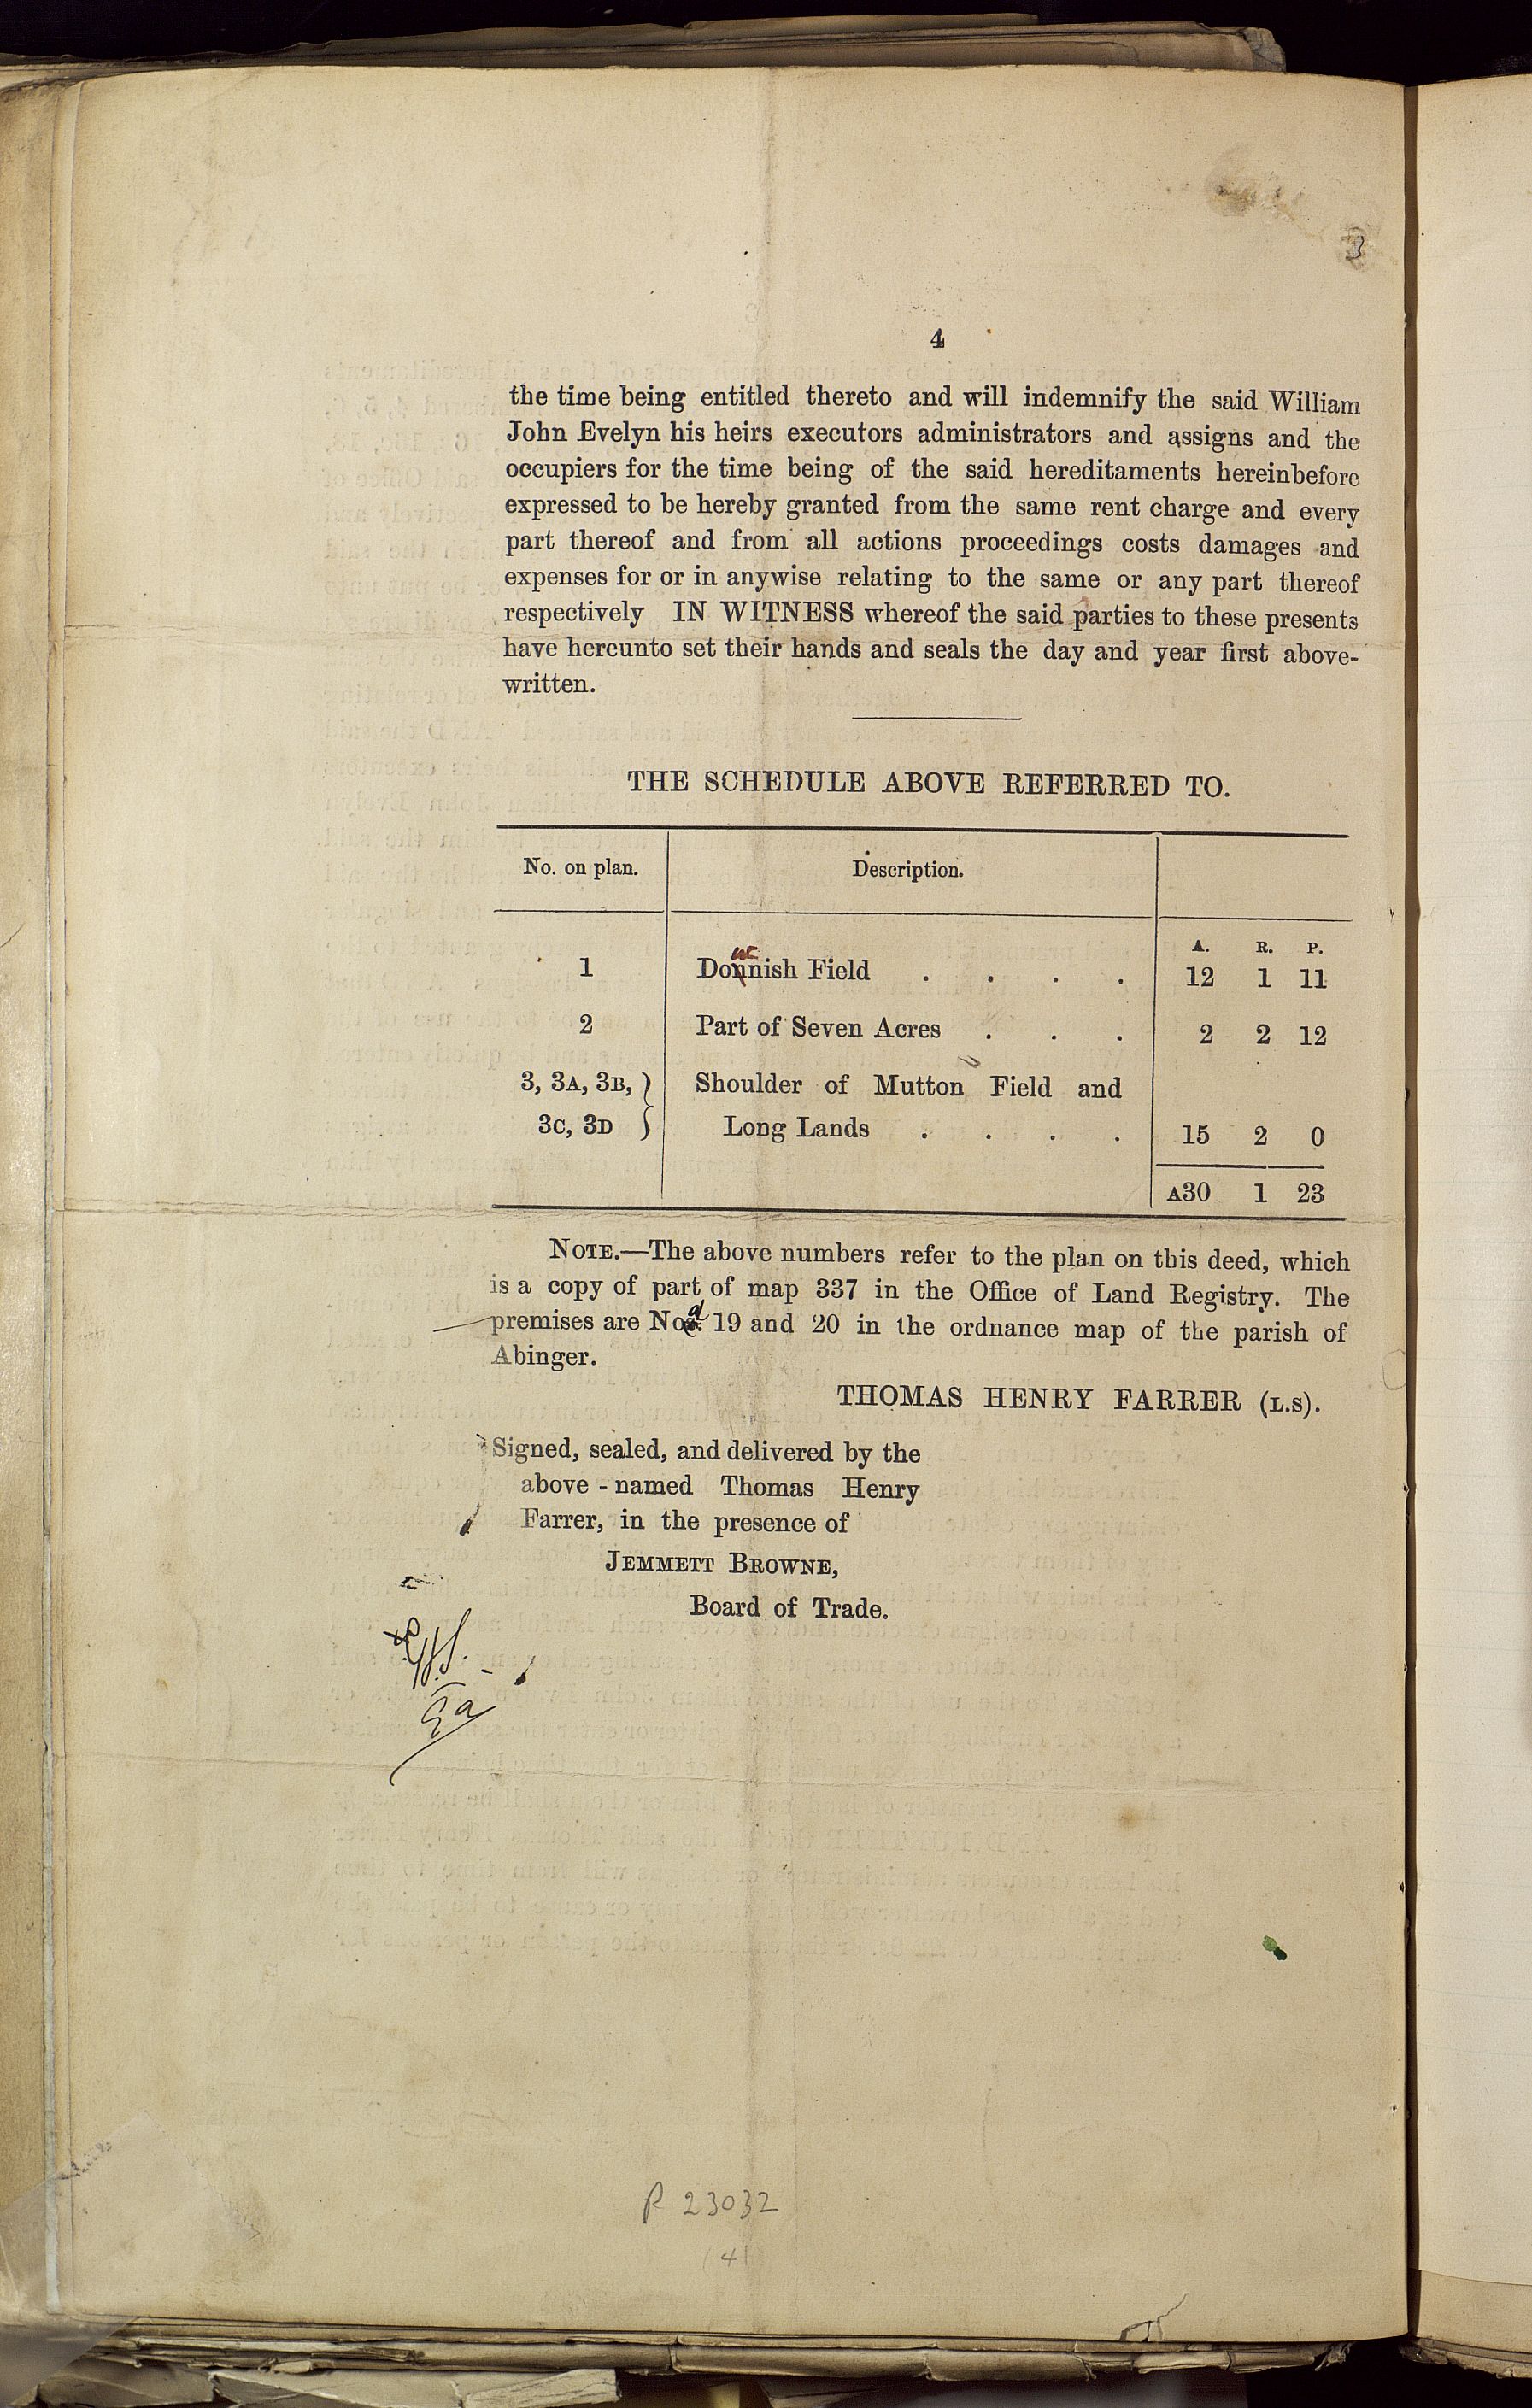 3
4
the time being entitled thereto and will indemnify the said William
John Evelyn his heirs executors administrators and assigns and the
occupiers for the time being of the said hereditaments hereinbefore
expressed to be hereby granted from the same rent charge and every
part thereof and from all actions proceedings costs damages and
expenses for or in anywise relating to the same or any part thereof
respectively IN WITNESS whereof the said parties to these presents
have hereunto set their hands and seals the day and year first above-
written.
THE SCHEDULE ABOVE REFERRED TO.
No. on plan. Description.
A. R. P.
1 Donnish Field . . . . 12 1 11
2 Part of Seven Acres . . . 2 2 12
3, 3A, 3B, } Shoulder of Mutton Field and
3C, 3D } Long Lands . . . . 15 2 0
A30 1 23
NOTE.—The above numbers refer to the plan on this deed, which
is a copy of part of map 337 in the Office of Land Registry. The
premises are Nos. 19 and 20 in the ordnance map of the parish of
Abinger.
THOMAS HENRY FARRER (L.S).
Signed, sealed, and delivered by the
above-named Thomas Henry
Farrer, in the presence of
JEMMETT BROWNE,
Board of Trade.
P 23032
(4)